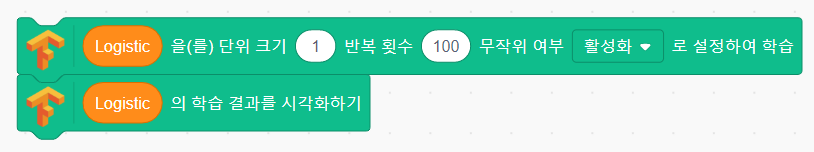 Logistic 을(를) 단위 크기 1 반복 횟수 100 무작위 여부 활성화 로 설징하여 학습
Logistic 의 학습 결과를 시각화하기